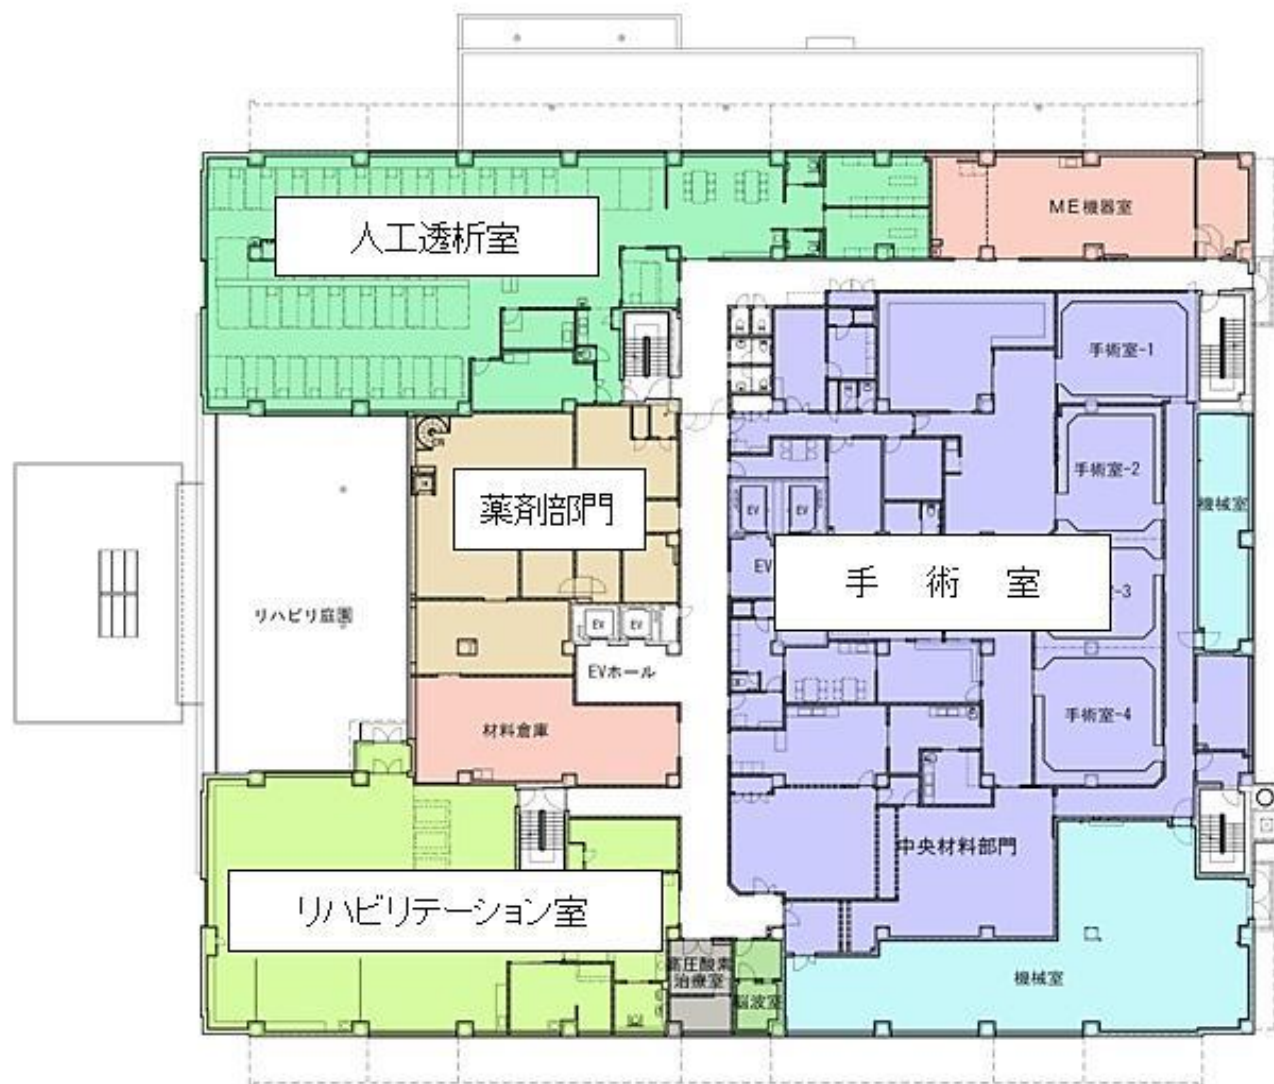 人工透析室
ME機器室
手術室-1
手術室-2
機械室
薬剤部門
DN
EV
EV
EV
手 術 室
-3
リハビリ庭園
EV
EV
EVホール
材料倉庫
手術室-4
中央材料部門
リハビリテーション室
高圧酸素
治療室
脳波室
機械室